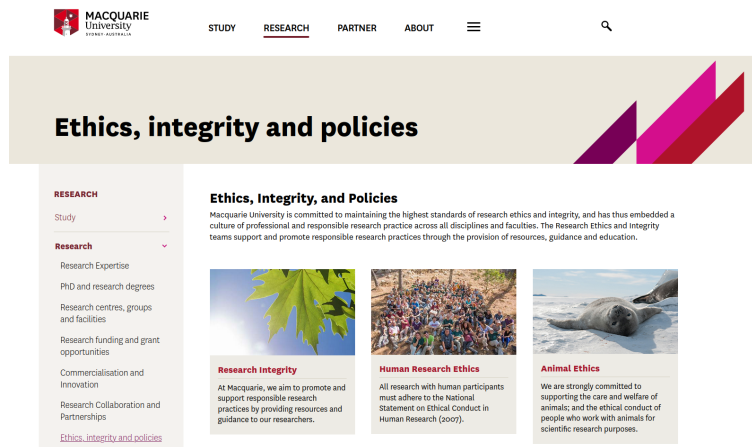 MACQUARIE
University
SYDNEY·AUSTRALIA
STUDY RESEARCH PARTNER ABOUT
Ethics, integrity and policies
RESEARCH
Study
Research
Research Expertise
PhD and research degrees
Research centres, groups
and facilities
Research funding and grant
opportunities
Commercialisation and
Innovation
Research Collaboration and
Partnerships
Ethics, integrity and policies
Ethics, Integrity, and Policies
Macquarie University is committed to maintaining the highest standards of research ethics and integrity, and has thus embedded a
culture of professional and responsible research practice across all disciplines and faculties. The Research Ethics and Integrity
teams support and promote responsible research practices through the provision of resources, guidance and education.
Research Integrity
At Macquarie, we aim to promote and
support responsible research
practices by providing resources and
guidance to our researchers.
Human Research Ethics
All research with human participants
must adhere to the National
Statement on Ethical Conduct in
Human Research (2007).
Animal Ethics
We are strongly committed to
supporting the care and welfare of
animals; and the ethical conduct of
people who work with animals for
scientific research purposes.